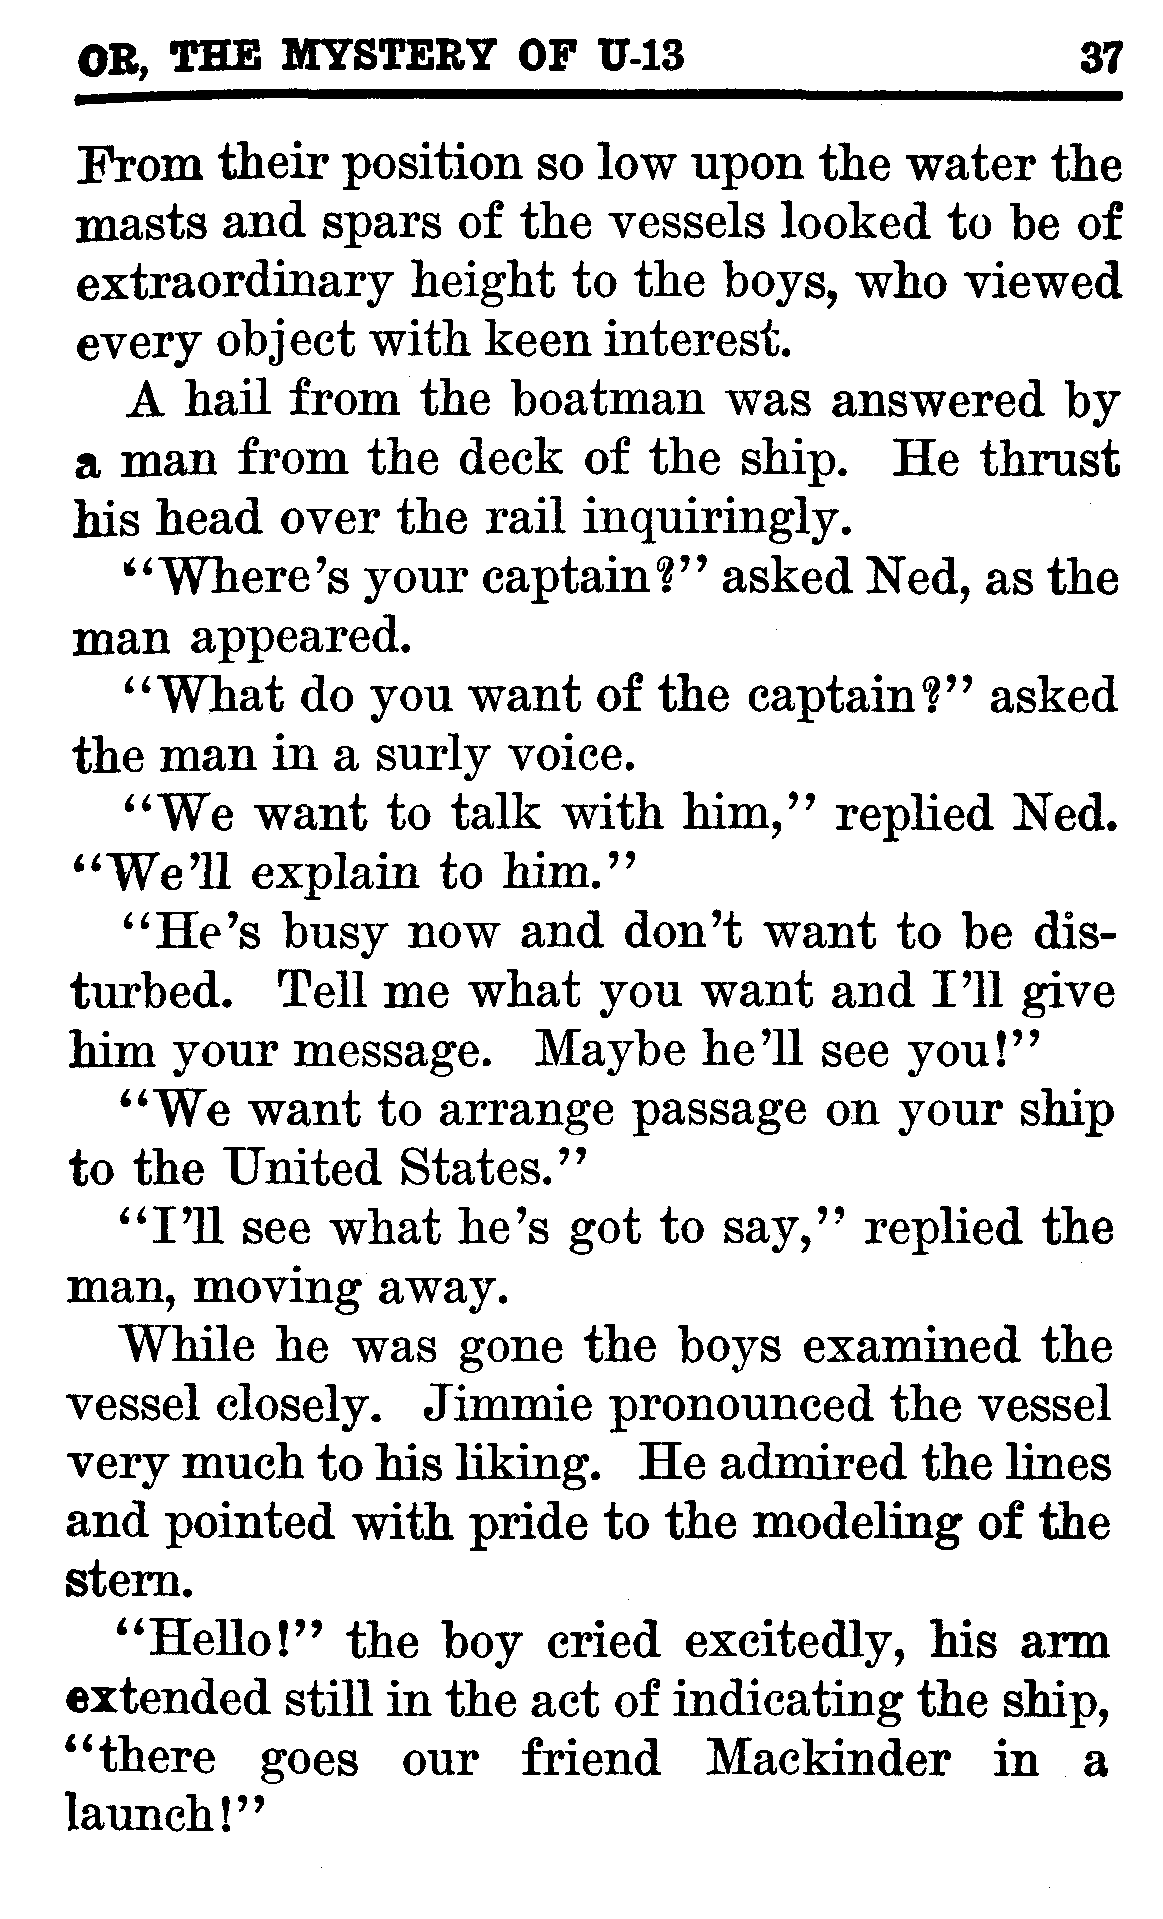 OR, THE MYSTERY OF U-13 37
From their position so low upon the water the
masts and spars of the vessels looked to be of
extraordinary height to the boys, who viewed
every object with keen interest.
A hail from the boatman was answered by
a man from the deck of the ship. He thrust
his head over the rail inquiringly.
“Where’s your captain?” asked Ned, as the
man appeared.
“What do you want of the captain?” asked
the man in a surly voice.
“We want to talk with him,” replied Ned.
“We’ll explain to him.”
“He’s busy now and don’t want to be dis-
turbed. Tell me what you want and I’ll give
him your message. Maybe he’ll see you!”
“We want to arrange passage on your ship
to the United States.”
“I’ll see what he’s got to say,” replied the
man, moving away.
While he was gone the boys examined the
vessel closely. Jimmie pronounced the vessel
very much to his liking. He admired the lines
and pointed with pride to the modeling of the
stern.
“Hello!” the boy cried excitedly, his arm
extended still in the act of indicating the ship,
“there goes our friend Mackinder in a
launch!”